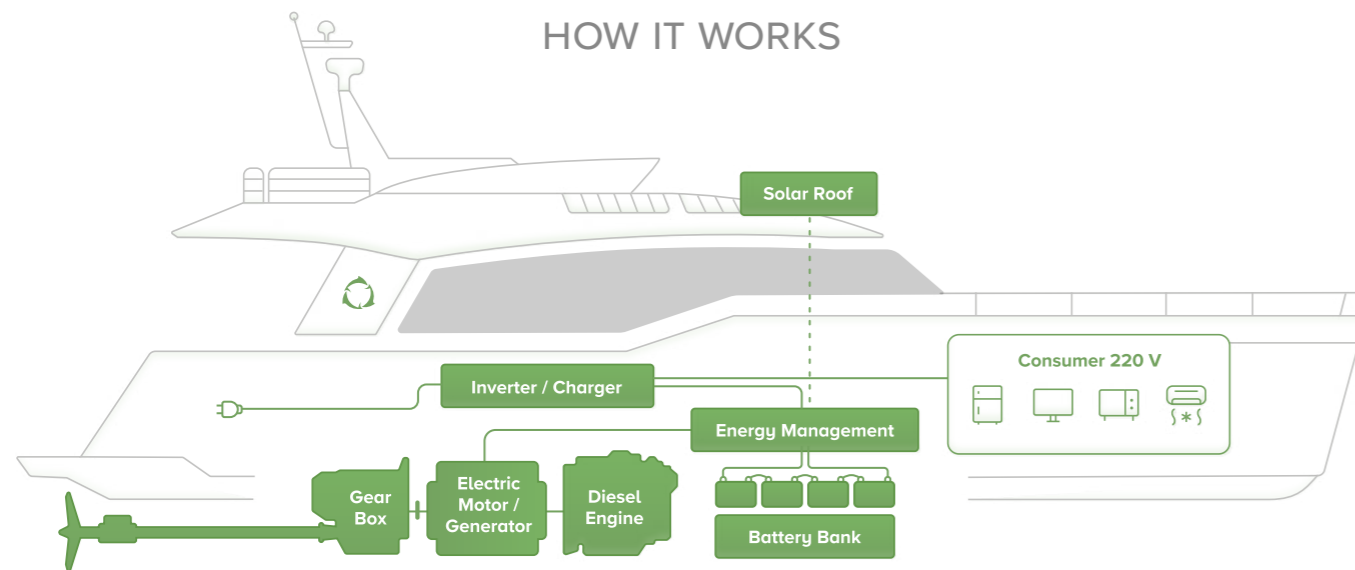 HOW IT WORKS
Solar Roof
Consumer 220 V
Inverter / Charger
Energy Management
Gear
Box
Electric
Motor /
Generator
Diesel
Engine
Battery Bank